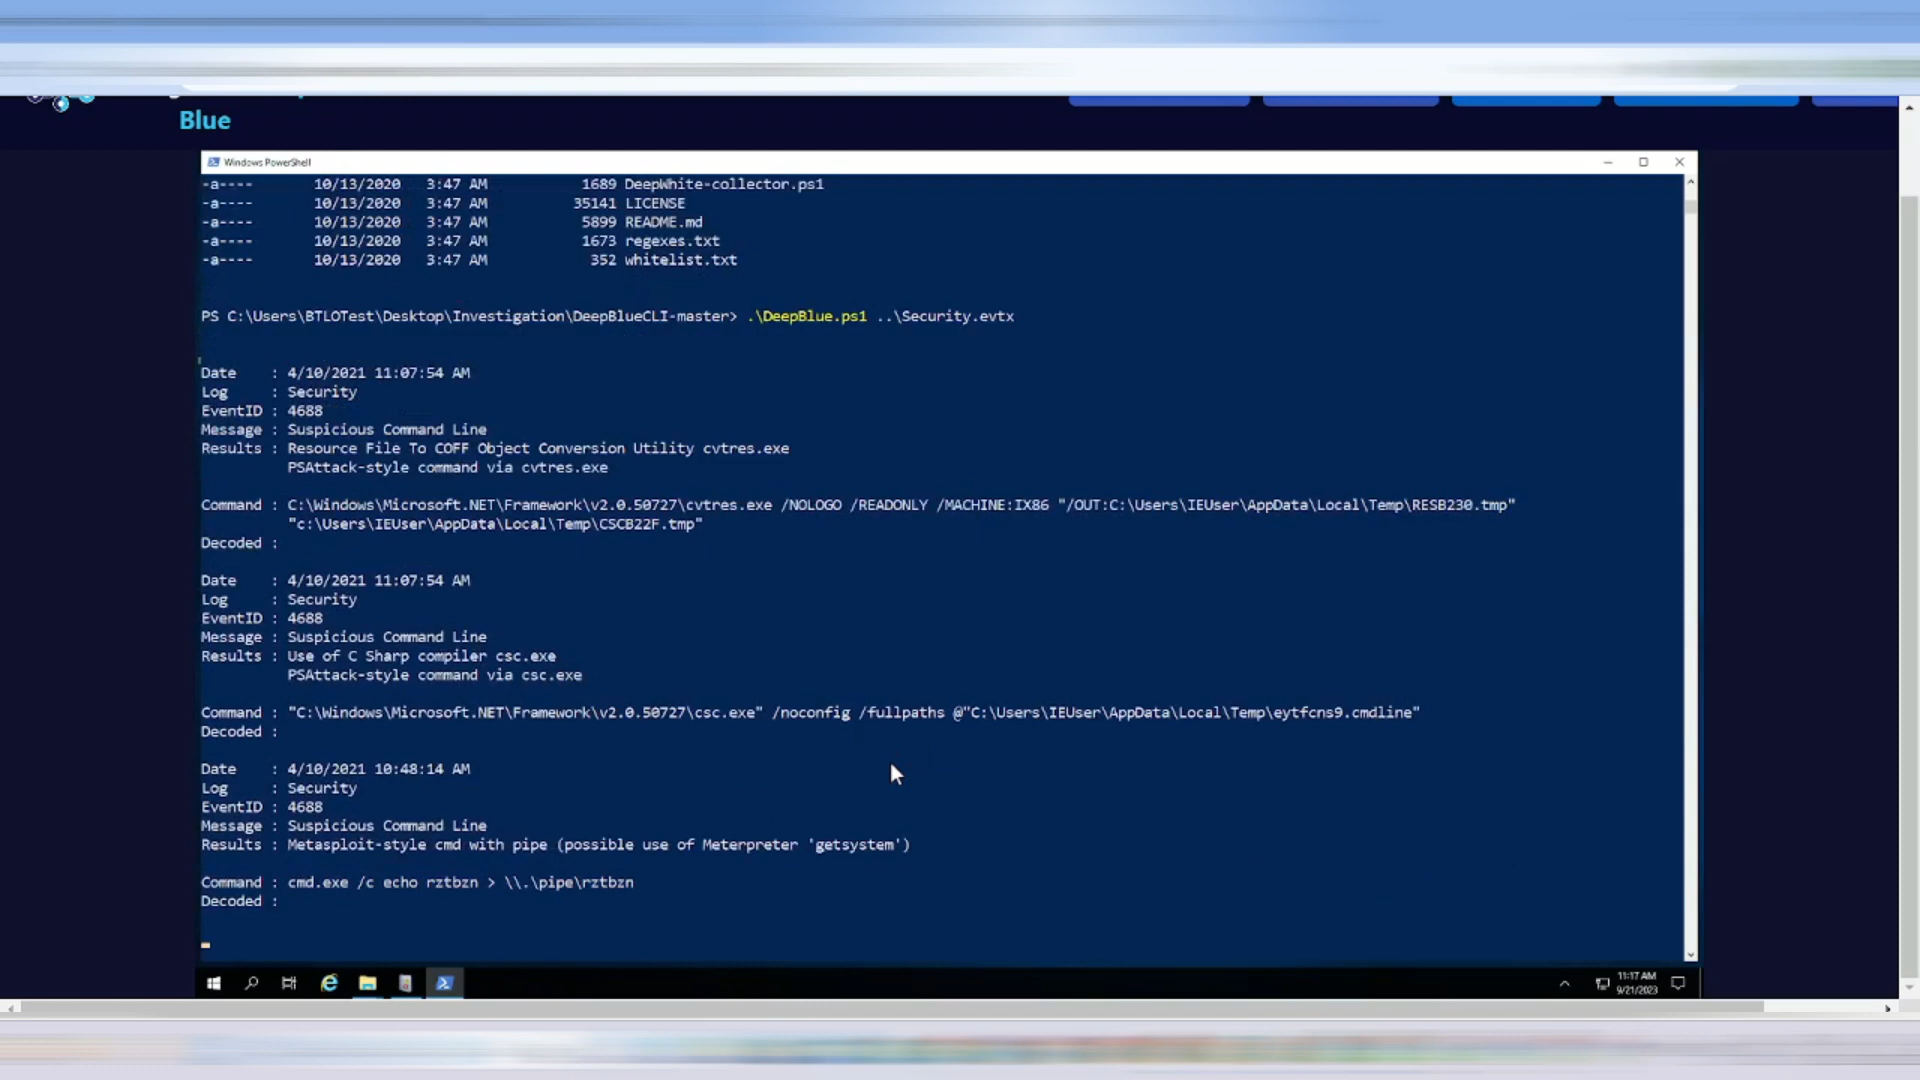 Blue
Windows PowerShell
-a---- 10/13/2020 3:47 AM 1689 DeepWhite-collector.ps1
-a---- 10/13/2020 3:47 AM 35141 LICENSE
-a---- 10/13/2020 3:47 AM 5899 README.md
-a---- 10/13/2020 3:47 AM 1673 regexes.txt
-a---- 10/13/2020 3:47 AM 352 whitelist.txt
PS C:\Users\BTLOTest\Desktop\Investigation\DeepBlueCLI-master> .\DeepBlue.ps1 ..\Security.evtx
Date : 4/10/2021 11:07:54 AM
Log : Security
EventID : 4688
Message : Suspicious Command Line
Results : Resource File To COFF Object Conversion Utility cvtres.exe
PSAttack-style command via cvtres.exe
Command : C:\Windows\Microsoft.NET\Framework\v2.0.50727\cvtres.exe /NOLOGO /READONLY /MACHINE:IX86 "/OUT:C:\Users\IEUser\AppData\Local\Temp\RESB230.tmp"
"c:\Users\IEUser\AppData\Local\Temp\CSCB22F.tmp"
Decoded :
Date : 4/10/2021 11:07:54 AM
Log : Security
EventID : 4688
Message : Suspicious Command Line
Results : Use of C Sharp compiler csc.exe
PSAttack-style command via csc.exe
Command : "C:\Windows\Microsoft.NET\Framework\v2.0.50727\csc.exe" /noconfig /fullpaths @"C:\Users\IEUser\AppData\Local\Temp\eytfcns9.cmdline"
Decoded :
Date : 4/10/2021 10:48:14 AM
Log : Security
EventID : 4688
Message : Suspicious Command Line
Results : Metasploit-style cmd with pipe (possible use of Meterpreter 'getsystem')
Command : cmd.exe /c echo rztbzn > \\.\pipe\rztbzn
Decoded :
11:17 AM
9/21/2023